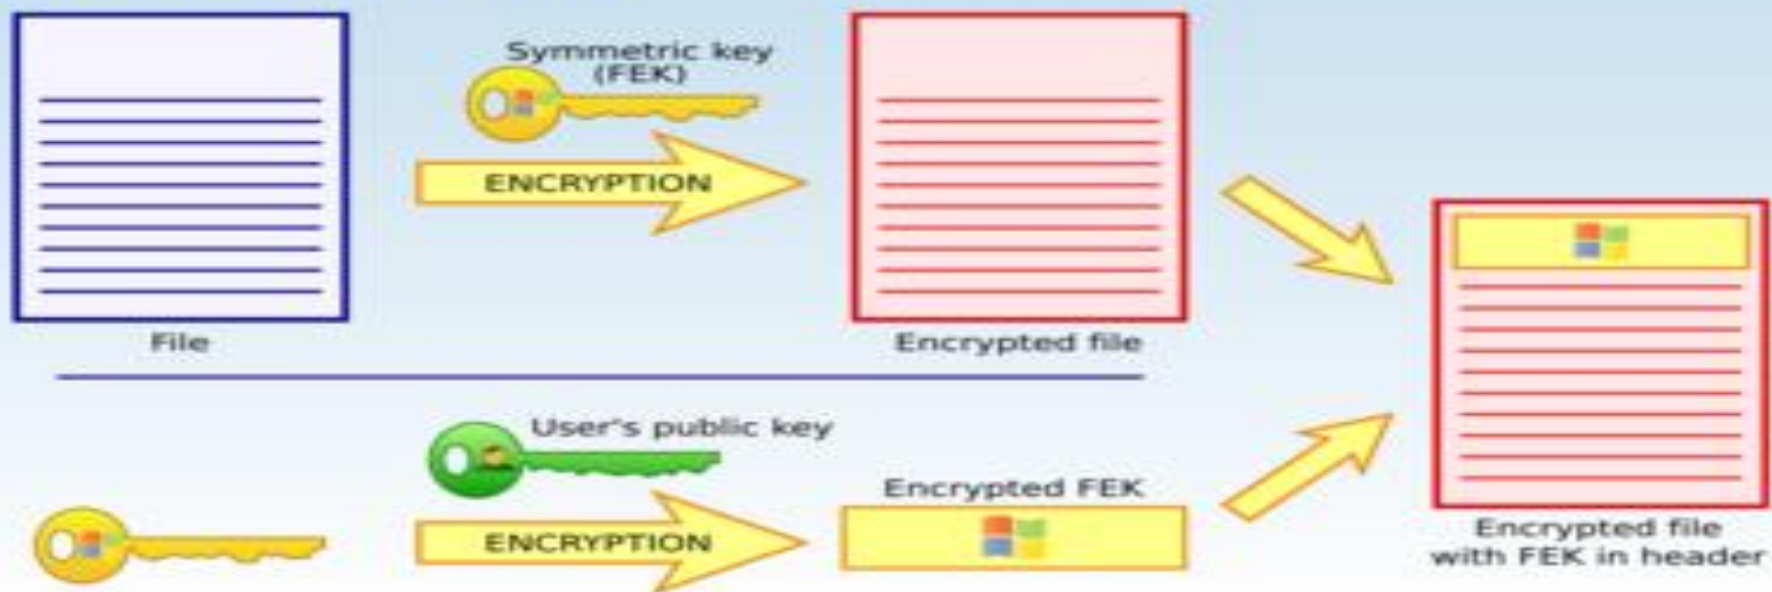 Symmetric key
(FEK)
ENCRYPTION
File
Encrypted file
User's public key
ENCRYPTION
Encrypted FEK
Encrypted file
with FEK in header